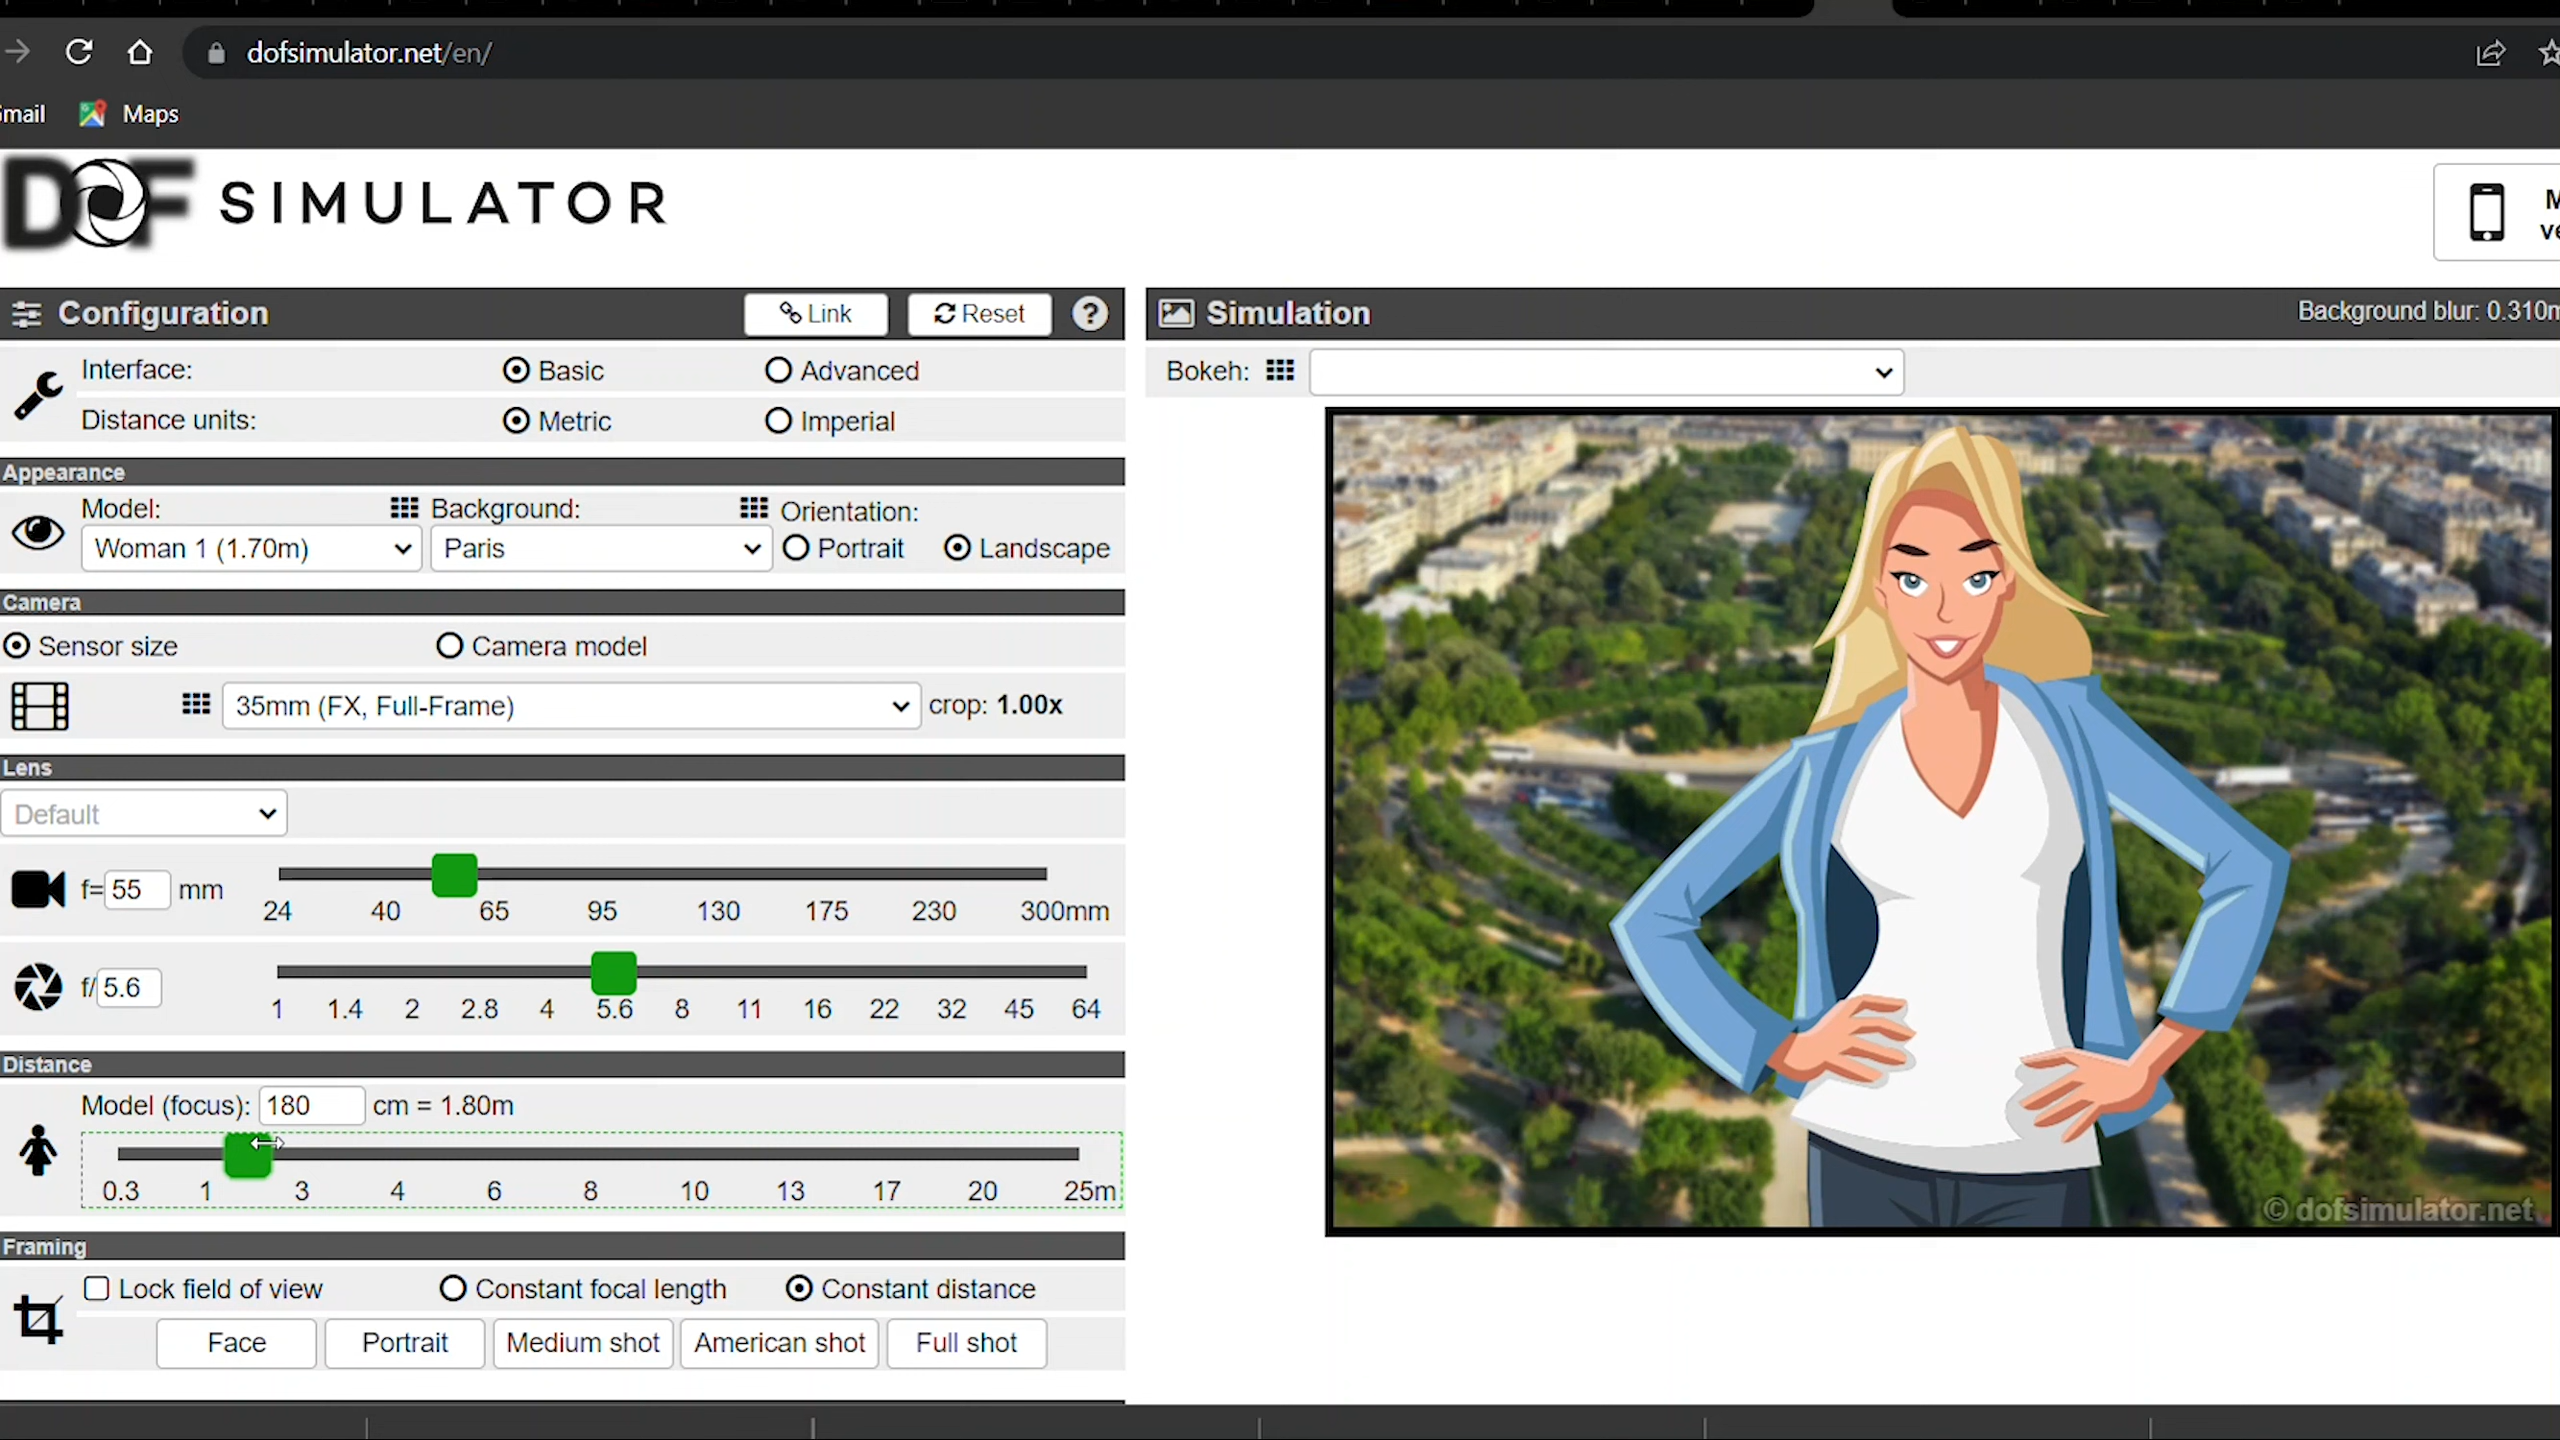 dofsimulator.net/en/
Maps
DOF SIMULATOR
Configuration
Link
Reset
?
Simulation
Background blur:
Interface:
Basic
Advanced
Bokeh:
Distance units:
Metric
Imperial
Appearance
Model:
Background:
Orientation:
Woman 1 (1.70m)
Paris
Portrait
Landscape
Camera
Sensor size
Camera model
35mm (FX, Full-Frame)
crop: 1.00x
Lens
Default
f= 55 mm
24 40 65 95 130 175 230 300mm
f/ 5.6
1 1.4 2 2.8 4 5.6 8 11 16 22 32 45 64
Distance
Model (focus): 180 cm = 1.80m
0.3 1 3 4 6 8 10 13 17 20 25m
© dofsimulator.net
Framing
Lock field of view
Constant focal length
Constant distance
Face
Portrait
Medium shot
American shot
Full shot